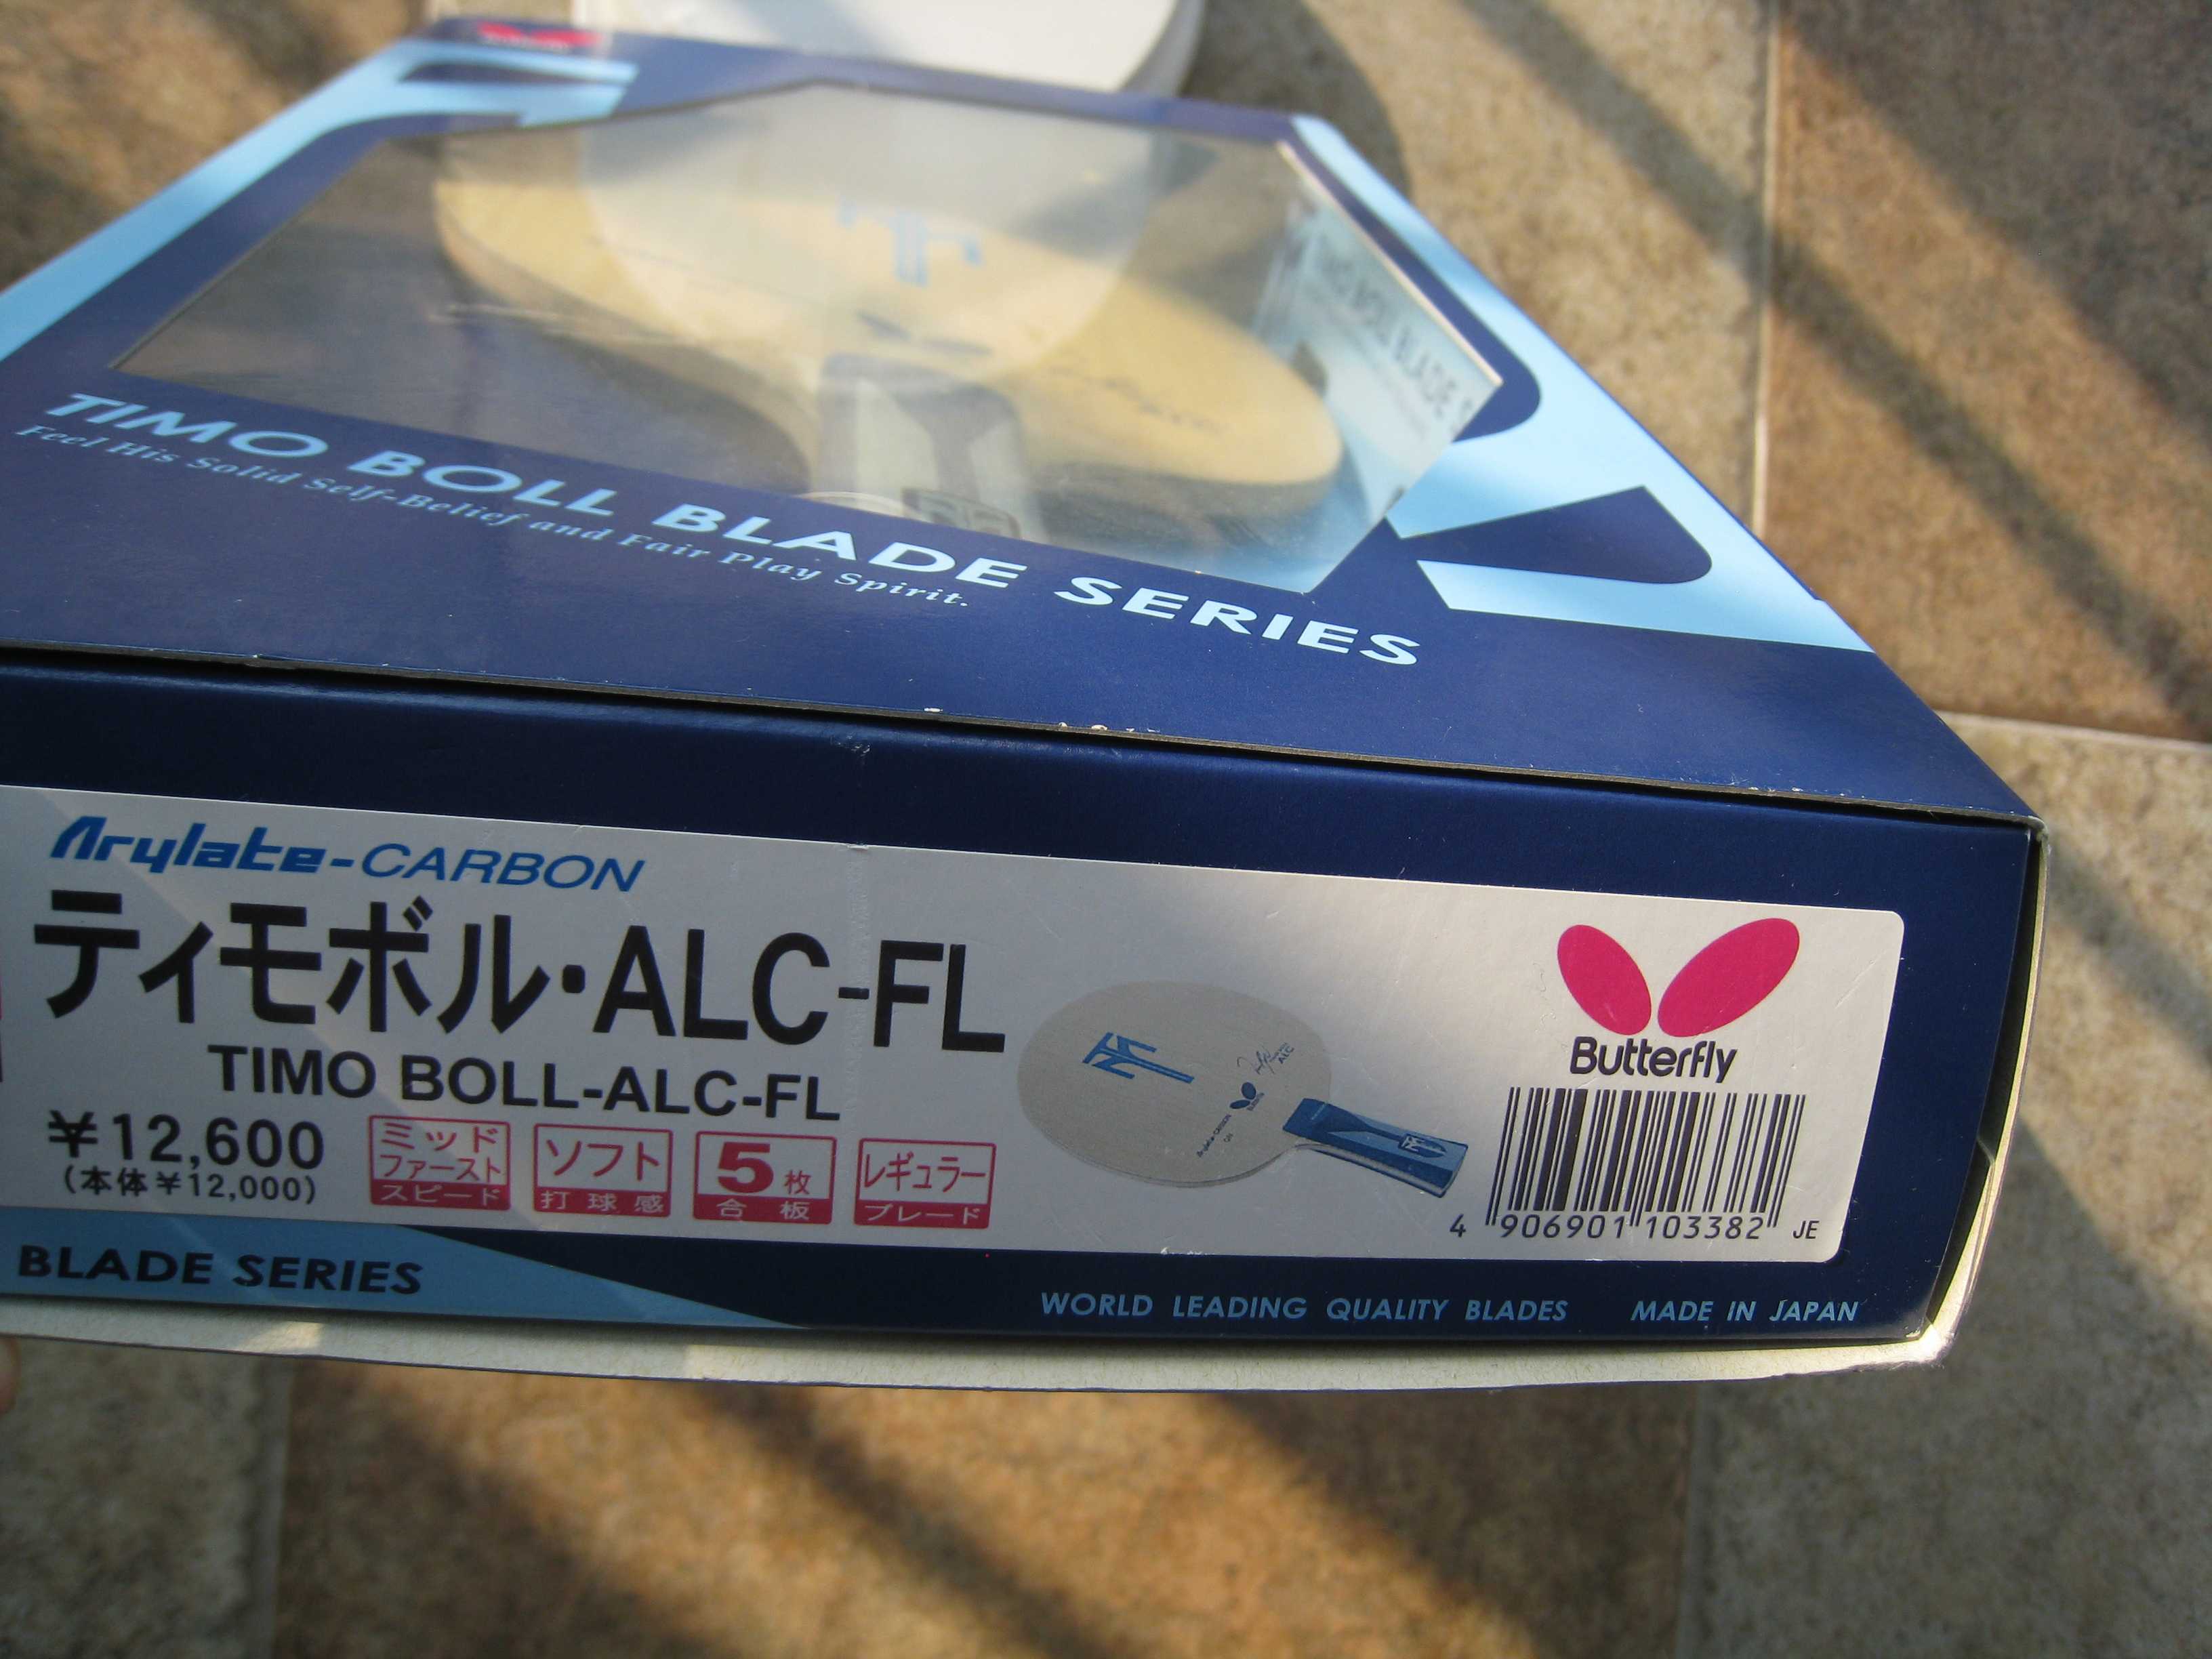 TIMO BOLL BLADE SERIES
Feel His Solid Self-Belief and Fair Play Spirit.
Arylate-CARBON
ティモボル・ALC-FL
TIMO BOLL-ALC-FL
¥12,600
(本体¥12,000)
ミッド
ファースト
スピード
ソフト
打球感
5枚
合板
レギュラー
ブレード
ALC
Arylate-CARBON
Butterfly
4 906901 103382 JE
BLADE SERIES
WORLD LEADING QUALITY BLADES MADE IN JAPAN